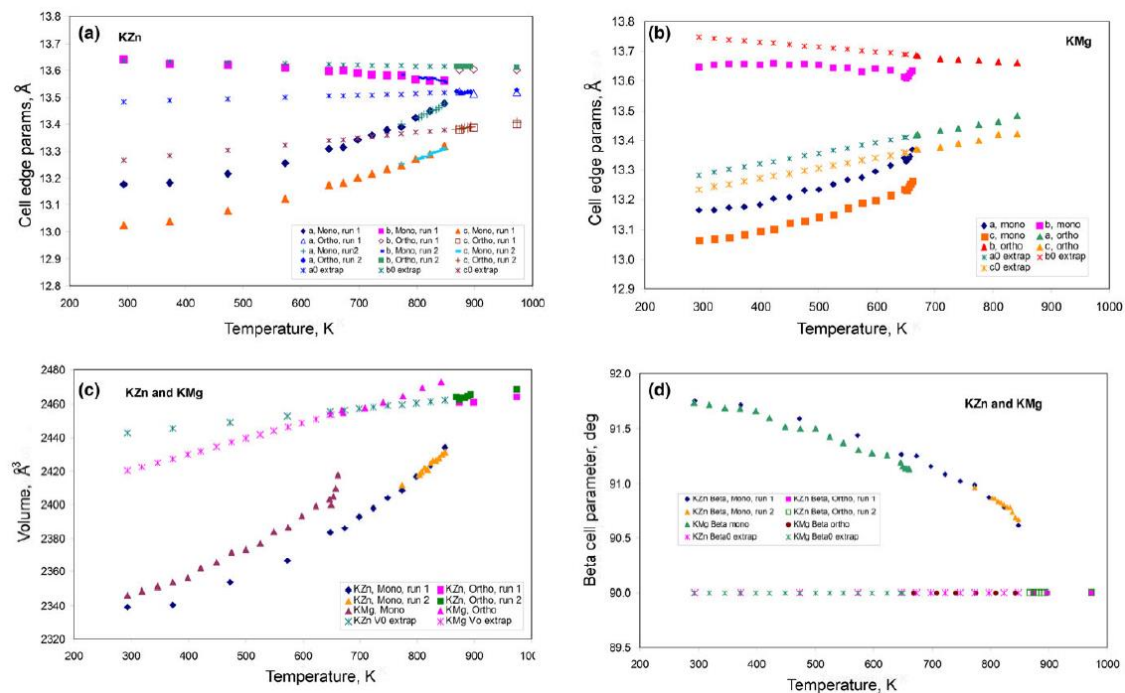 (a) KZn
Cell edge params, Å
13.8
13.7
13.6
13.5
13.4
13.3
13.2
13.1
13.0
12.9
12.8
a, Mono, run 1 b, Mono, run 1 c, Mono, run 1
a, Ortho, run 1 b, Ortho, run 1 c, Ortho, run 1
a, Mono, run2 b, Mono, run 2 c, Mono, run 2
a, Ortho, run 2 b, Ortho, run 2 c, Ortho, run 2
a0 extrap b0 extrap c0 extrap
200 300 400 500 600 700 800 900 1000
Temperature, K
(b) KMg
Cell edge params, Å
13.8
13.7
13.6
13.5
13.4
13.3
13.2
13.1
13.0
12.9
a, mono b, mono
c, mono a, ortho
b, ortho c, ortho
a0 extrap b0 extrap
c0 extrap
200 300 400 500 600 700 800 900 1000
Temperature, K
(c) KZn and KMg
Volume, Å3
2480
2460
2440
2420
2400
2380
2360
2340
2320
KZn, Mono, run 1 KZn, Ortho, run 1
KZn, Mono, run 2 KZn, Ortho, run 2
KMg, Mono KMg, Ortho
KZn V0 extrap KMg Vo extrap
200 300 400 500 600 700 800 900 1000
Temperature, K
(d) KZn and KMg
Beta cell parameter, deg
92.0
91.5
91.0
90.5
90.0
89.5
KZn Beta, Mono, run 1 KZn Beta, Ortho, run 1
KZn Beta, Mono, run 2 KZn Beta, Ortho, run 2
KMg Beta mono KMg Beta ortho
KZn Beta0 extrap KMg Beta0 extrap
200 300 400 500 600 700 800 900 1000
Temperature, K